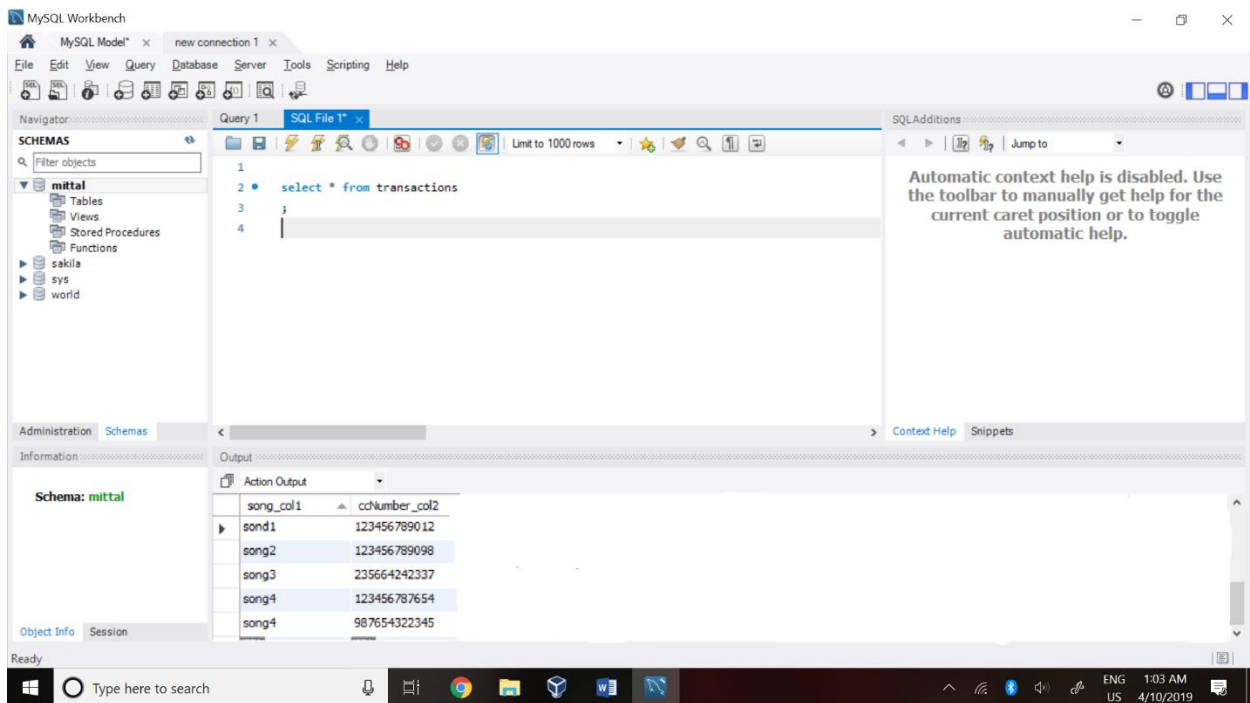 MySQL Workbench
MySQL Model* × new connection 1 ×
File Edit View Query Database Server Tools Scripting Help
Navigator Query 1 SQL File 1* × SQLAdditions
SCHEMAS Limit to 1000 rows Jump to
Filter objects
mittal
Tables
Views
Stored Procedures
Functions
sakila
sys
world
1
2 select * from transactions
3 ;
4
Automatic context help is disabled. Use
the toolbar to manually get help for the
current caret position or to toggle
automatic help.
Administration Schemas Context Help Snippets
Information Output
Schema: mittal
Action Output
song_col1 ccNumber_col2
sond1 123456789012
song2 123456789098
song3 235664242337
song4 123456787654
song4 987654322345
Object Info Session
Ready
Type here to search
ENG 1:03 AM
US 4/10/2019